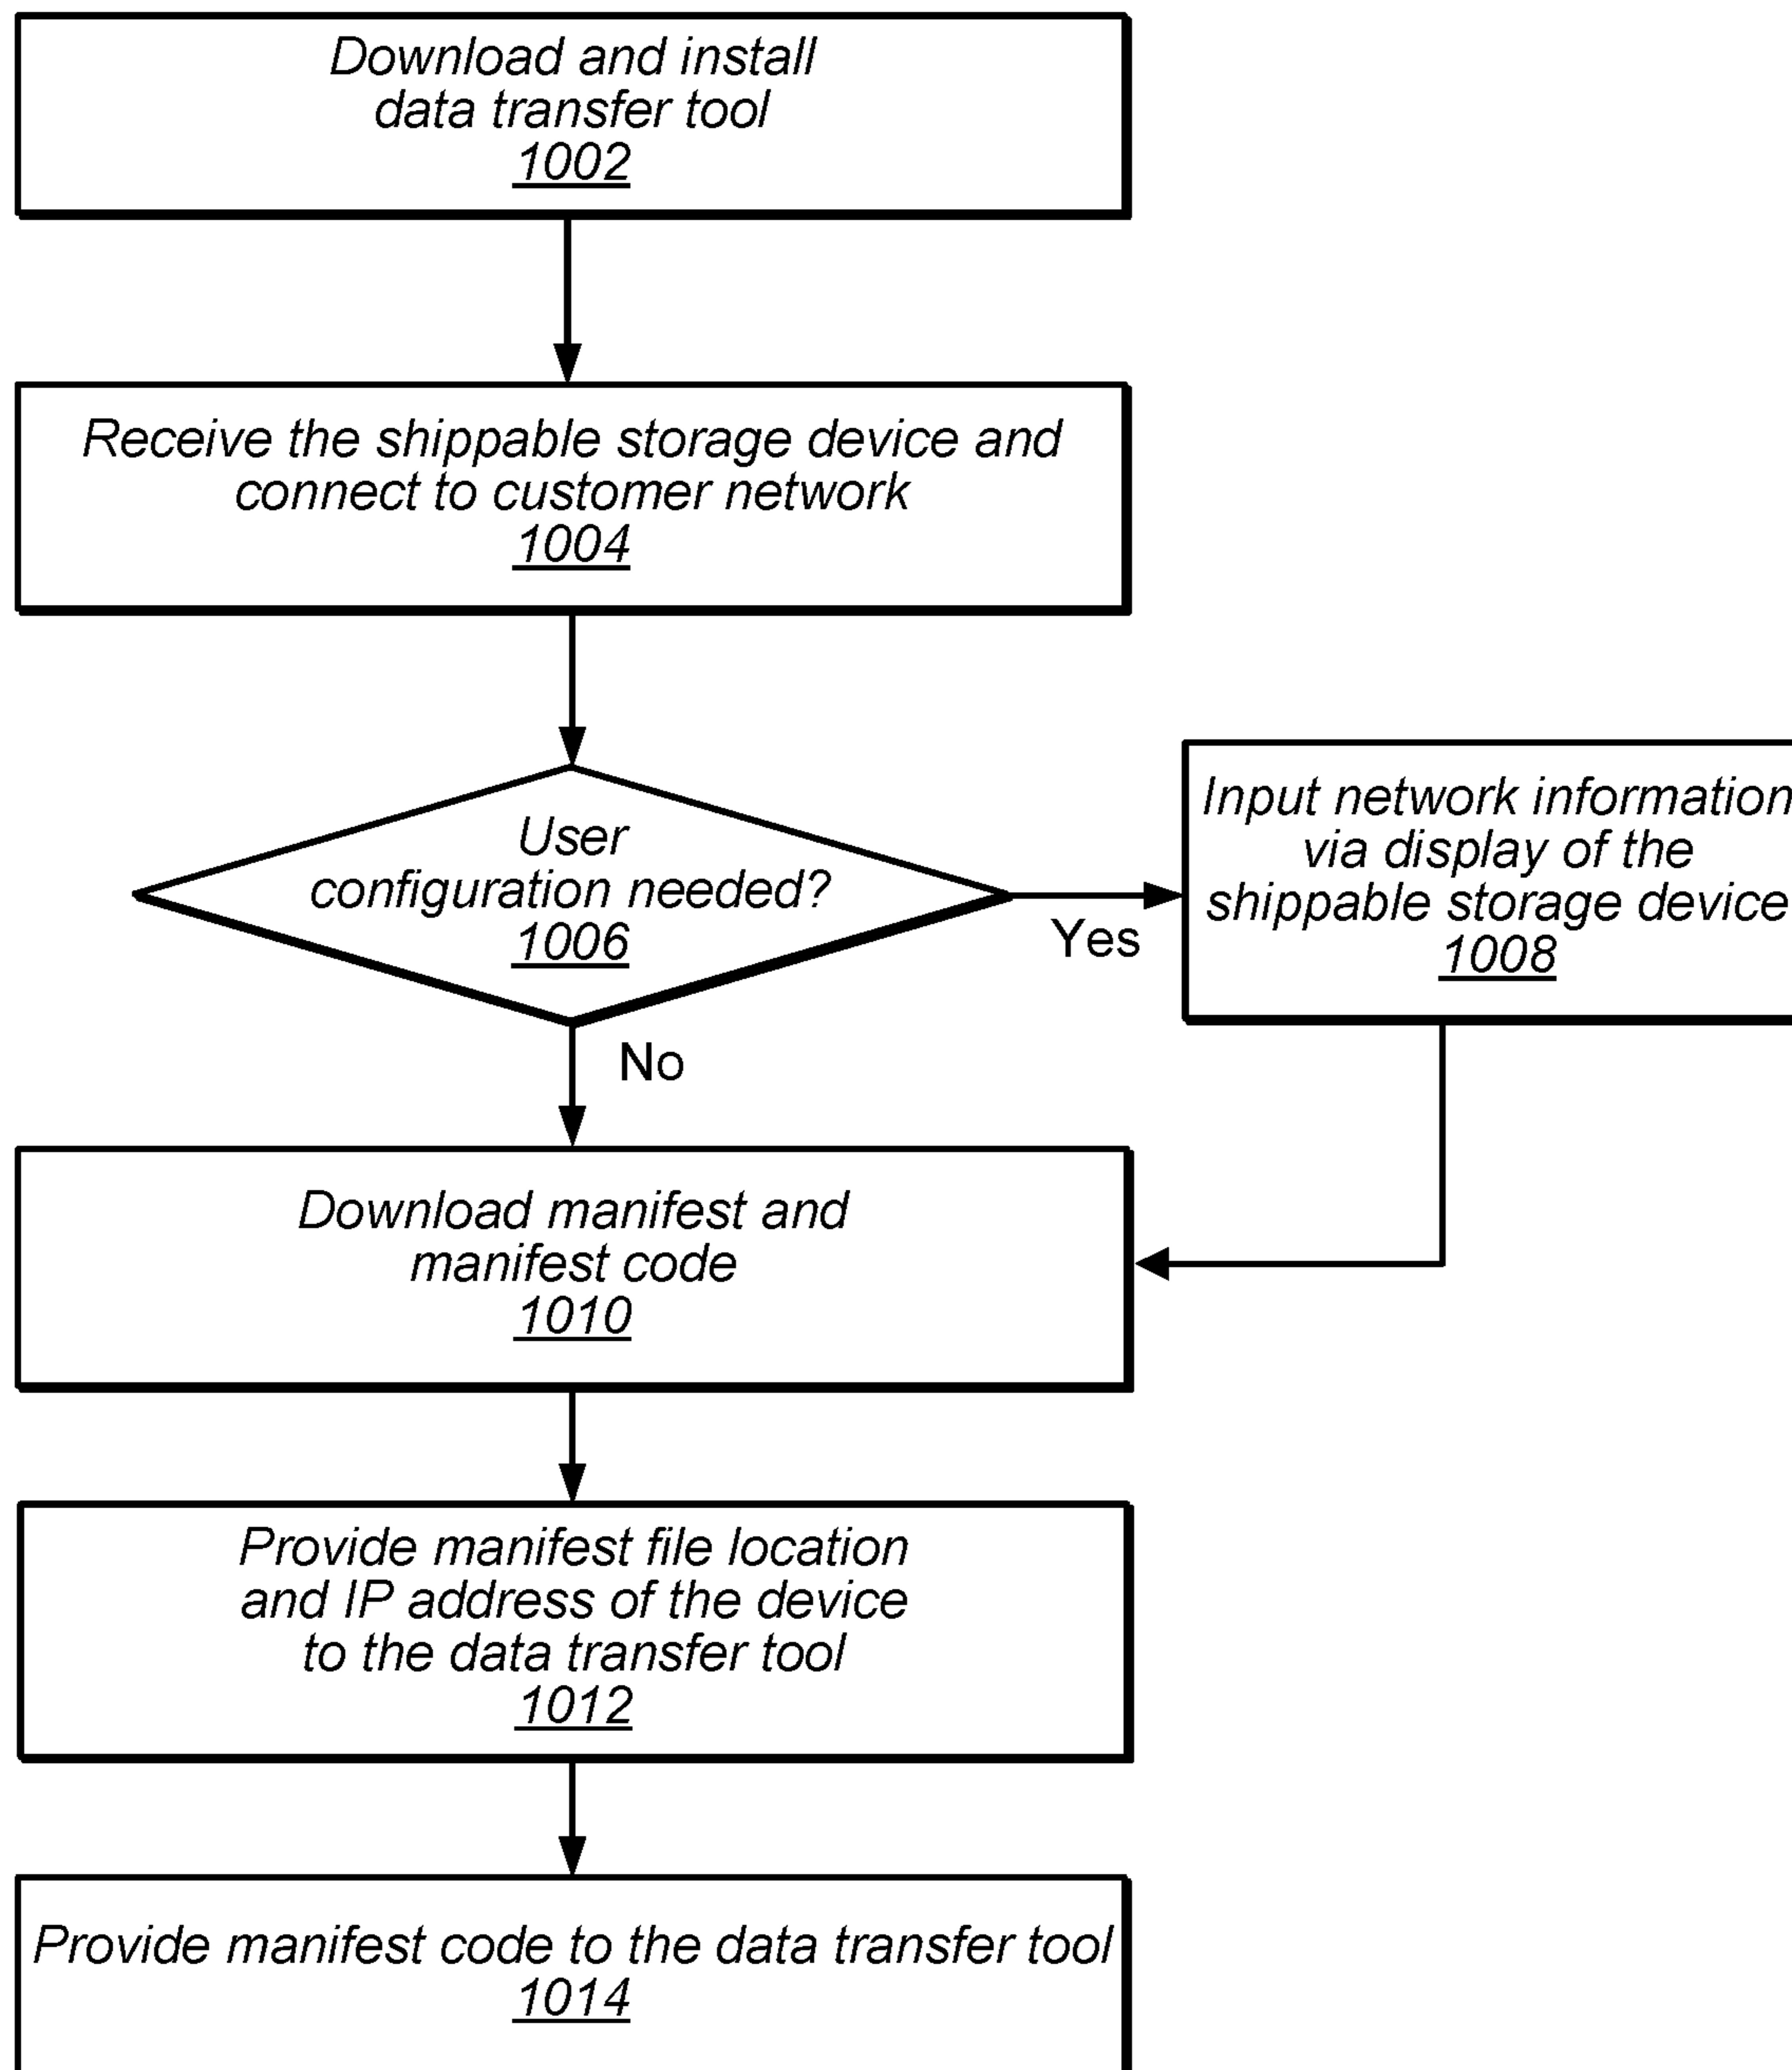 Download and install
data transfer tool
1002
Receive the shippable storage device and
connect to customer network
1004
User
configuration needed?
1006
Yes
Input network information
via display of the
shippable storage device
1008
No
Download manifest and
manifest code
1010
Provide manifest file location
and IP address of the device
to the data transfer tool
1012
Provide manifest code to the data transfer tool
1014